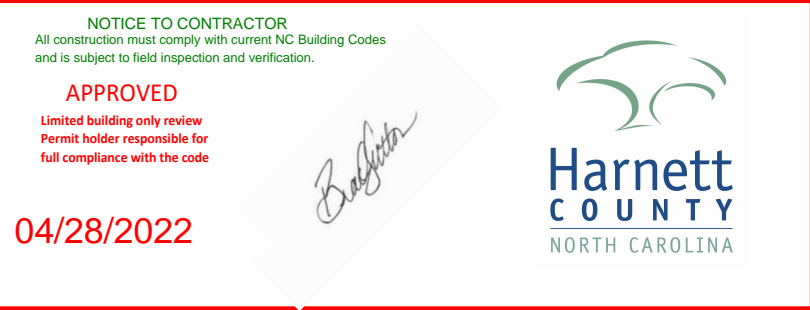 NOTICE TO CONTRACTOR
All construction must comply with current NC Building Codes
and is subject to field inspection and verification.
APPROVED
Limited building only review
Permit holder responsible for
full compliance with the code
Brad Sutton
04/28/2022
Harnett
COUNTY
NORTH CAROLINA